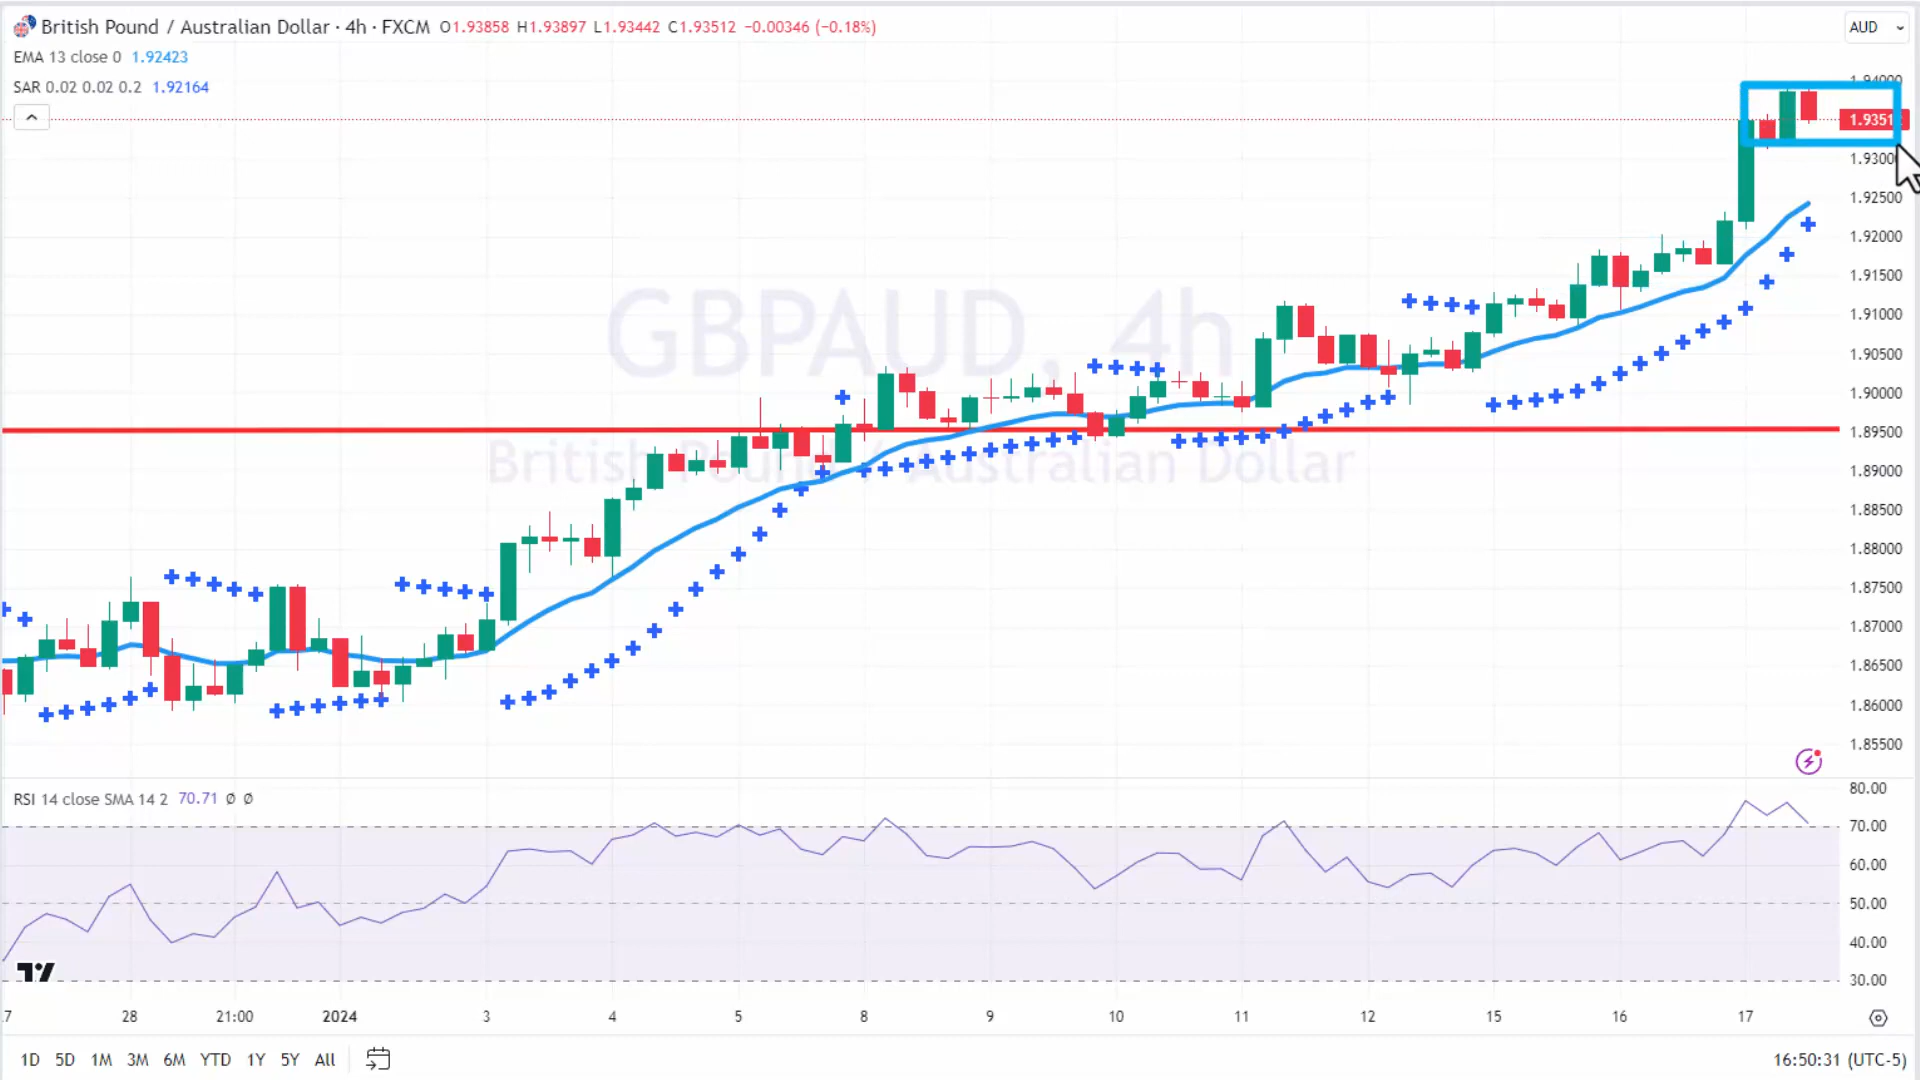 British Pound / Australian Dollar · 4h · FXCM O1.93858 H1.93897 L1.93442 C1.93512 −0.00346 (−0.18%)
AUD
EMA 13 close 0 1.92423
SAR 0.02 0.02 0.2 1.92164
1.94000
1.9351
1.9300
1.92500
1.92000
1.91500
1.91000
1.90500
1.90000
1.89500
1.89000
1.88500
1.88000
1.87500
1.87000
1.86500
1.86000
1.85500
GBPAUD, 4h
British Pound / Australian Dollar
RSI 14 close SMA 14 2 70.71 Ø Ø
80.00
70.00
60.00
50.00
40.00
30.00
7 28 21:00 2024 3 4 5 8 9 10 11 12 15 16 17
1D 5D 1M 3M 6M YTD 1Y 5Y All 16:50:31 (UTC-5)